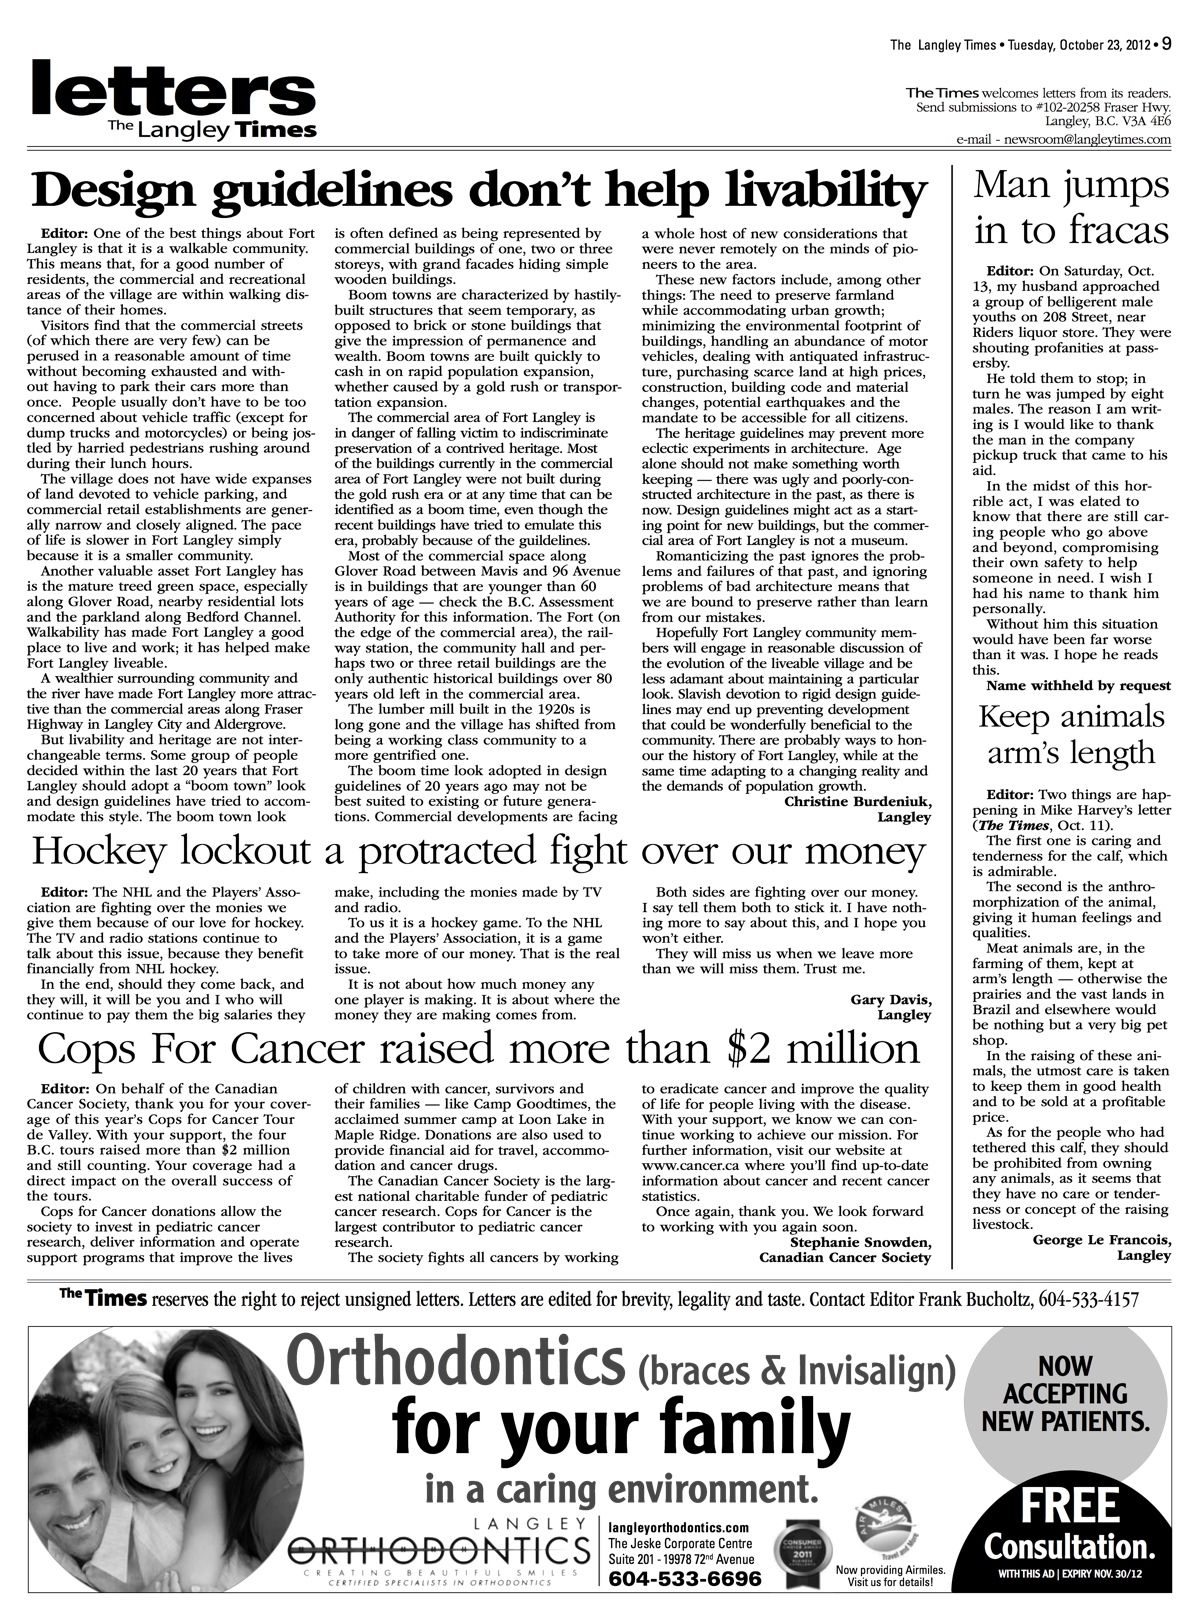 The Langley Times • Tuesday, October 23, 2012 • 9
letters
The Langley Times
The Times welcomes letters from its readers.
Send submissions to #102-20258 Fraser Hwy.
Langley, B.C. V3A 4E6
e-mail - newsroom@langleytimes.com
Design guidelines don't help livability
Editor: One of the best things about Fort
Langley is that it is a walkable community.
This means that, for a good number of
residents, the commercial and recreational
areas of the village are within walking dis-
tance of their homes.
Visitors find that the commercial streets
(of which there are very few) can be
perused in a reasonable amount of time
without becoming exhausted and with-
out having to park their cars more than
once.  People usually don't have to be too
concerned about vehicle traffic (except for
dump trucks and motorcycles) or being jos-
tled by harried pedestrians rushing around
during their lunch hours.
The village does not have wide expanses
of land devoted to vehicle parking, and
commercial retail establishments are gener-
ally narrow and closely aligned. The pace
of life is slower in Fort Langley simply
because it is a smaller community.
Another valuable asset Fort Langley has
is the mature treed green space, especially
along Glover Road, nearby residential lots
and the parkland along Bedford Channel.
Walkability has made Fort Langley a good
place to live and work; it has helped make
Fort Langley liveable.
A wealthier surrounding community and
the river have made Fort Langley more attrac-
tive than the commercial areas along Fraser
Highway in Langley City and Aldergrove.
But livability and heritage are not inter-
changeable terms. Some group of people
decided within the last 20 years that Fort
Langley should adopt a "boom town" look
and design guidelines have tried to accom-
modate this style. The boom town look
is often defined as being represented by
commercial buildings of one, two or three
storeys, with grand facades hiding simple
wooden buildings.
Boom towns are characterized by hastily-
built structures that seem temporary, as
opposed to brick or stone buildings that
give the impression of permanence and
wealth. Boom towns are built quickly to
cash in on rapid population expansion,
whether caused by a gold rush or transpor-
tation expansion.
The commercial area of Fort Langley is
in danger of falling victim to indiscriminate
preservation of a contrived heritage. Most
of the buildings currently in the commercial
area of Fort Langley were not built during
the gold rush era or at any time that can be
identified as a boom time, even though the
recent buildings have tried to emulate this
era, probably because of the guildelines.
Most of the commercial space along
Glover Road between Mavis and 96 Avenue
is in buildings that are younger than 60
years of age — check the B.C. Assessment
Authority for this information. The Fort (on
the edge of the commercial area), the rail-
way station, the community hall and per-
haps two or three retail buildings are the
only authentic historical buildings over 80
years old left in the commercial area.
The lumber mill built in the 1920s is
long gone and the village has shifted from
being a working class community to a
more gentrified one.
The boom time look adopted in design
guidelines of 20 years ago may not be
best suited to existing or future genera-
tions. Commercial developments are facing
a whole host of new considerations that
were never remotely on the minds of pio-
neers to the area.
These new factors include, among other
things: The need to preserve farmland
while accommodating urban growth;
minimizing the environmental footprint of
buildings, handling an abundance of motor
vehicles, dealing with antiquated infrastruc-
ture, purchasing scarce land at high prices,
construction, building code and material
changes, potential earthquakes and the
mandate to be accessible for all citizens.
The heritage guidelines may prevent more
eclectic experiments in architecture.  Age
alone should not make something worth
keeping — there was ugly and poorly-con-
structed architecture in the past, as there is
now. Design guidelines might act as a start-
ing point for new buildings, but the commer-
cial area of Fort Langley is not a museum.
Romanticizing the past ignores the prob-
lems and failures of that past, and ignoring
problems of bad architecture means that
we are bound to preserve rather than learn
from our mistakes.
Hopefully Fort Langley community mem-
bers will engage in reasonable discussion of
the evolution of the liveable village and be
less adamant about maintaining a particular
look. Slavish devotion to rigid design guide-
lines may end up preventing development
that could be wonderfully beneficial to the
community. There are probably ways to hon-
our the history of Fort Langley, while at the
same time adapting to a changing reality and
the demands of population growth.
Christine Burdeniuk,
Langley
Hockey lockout a protracted fight over our money
Editor: The NHL and the Players' Asso-
ciation are fighting over the monies we
give them because of our love for hockey.
The TV and radio stations continue to
talk about this issue, because they benefit
financially from NHL hockey.
In the end, should they come back, and
they will, it will be you and I who will
continue to pay them the big salaries they
make, including the monies made by TV
and radio.
To us it is a hockey game. To the NHL
and the Players' Association, it is a game
to take more of our money. That is the real
issue.
It is not about how much money any
one player is making. It is about where the
money they are making comes from.
Both sides are fighting over our money.
I say tell them both to stick it. I have noth-
ing more to say about this, and I hope you
won't either.
They will miss us when we leave more
than we will miss them. Trust me.
Gary Davis,
Langley
Cops For Cancer raised more than $2 million
Editor: On behalf of the Canadian
Cancer Society, thank you for your cover-
age of this year's Cops for Cancer Tour
de Valley. With your support, the four
B.C. tours raised more than $2 million
and still counting. Your coverage had a
direct impact on the overall success of
the tours.
Cops for Cancer donations allow the
society to invest in pediatric cancer
research, deliver information and operate
support programs that improve the lives
of children with cancer, survivors and
their families — like Camp Goodtimes, the
acclaimed summer camp at Loon Lake in
Maple Ridge. Donations are also used to
provide financial aid for travel, accommo-
dation and cancer drugs.
The Canadian Cancer Society is the larg-
est national charitable funder of pediatric
cancer research. Cops for Cancer is the
largest contributor to pediatric cancer
research.
The society fights all cancers by working
to eradicate cancer and improve the quality
of life for people living with the disease.
With your support, we know we can con-
tinue working to achieve our mission. For
further information, visit our website at
www.cancer.ca where you'll find up-to-date
information about cancer and recent cancer
statistics.
Once again, thank you. We look forward
to working with you again soon.
Stephanie Snowden,
Canadian Cancer Society
Man jumps
in to fracas
Editor: On Saturday, Oct.
13, my husband approached
a group of belligerent male
youths on 208 Street, near
Riders liquor store. They were
shouting profanities at pass-
ersby.
He told them to stop; in
turn he was jumped by eight
males. The reason I am writ-
ing is I would like to thank
the man in the company
pickup truck that came to his
aid.
In the midst of this hor-
rible act, I was elated to
know that there are still car-
ing people who go above
and beyond, compromising
their own safety to help
someone in need. I wish I
had his name to thank him
personally.
Without him this situation
would have been far worse
than it was. I hope he reads
this.
Name withheld by request
Keep animals
arm's length
Editor: Two things are hap-
pening in Mike Harvey's letter
(The Times, Oct. 11).
The first one is caring and
tenderness for the calf, which
is admirable.
The second is the anthro-
morphization of the animal,
giving it human feelings and
qualities.
Meat animals are, in the
farming of them, kept at
arm's length — otherwise the
prairies and the vast lands in
Brazil and elsewhere would
be nothing but a very big pet
shop.
In the raising of these ani-
mals, the utmost care is taken
to keep them in good health
and to be sold at a profitable
price.
As for the people who had
tethered this calf, they should
be prohibited from owning
any animals, as it seems that
they have no care or tender-
ness or concept of the raising
livestock.
George Le Francois,
Langley
The Times reserves the right to reject unsigned letters. Letters are edited for brevity, legality and taste. Contact Editor Frank Bucholtz, 604-533-4157
Orthodontics (braces & Invisalign)
for your family
in a caring environment.
LANGLEY
ORTHODONTICS
CREATING BEAUTIFUL SMILES
CERTIFIED SPECIALISTS IN ORTHODONTICS
langleyorthodontics.com
The Jeske Corporate Centre
Suite 201 - 19978 72nd Avenue
604-533-6696
CONSUMER
CHOICE AWARD
2011
BUSINESS
EXCELLENCE
AIR MILES
Travel and More
Now providing Airmiles.
Visit us for details!
NOW
ACCEPTING
NEW PATIENTS.
FREE
Consultation.
WITH THIS AD | EXPIRY NOV. 30/12